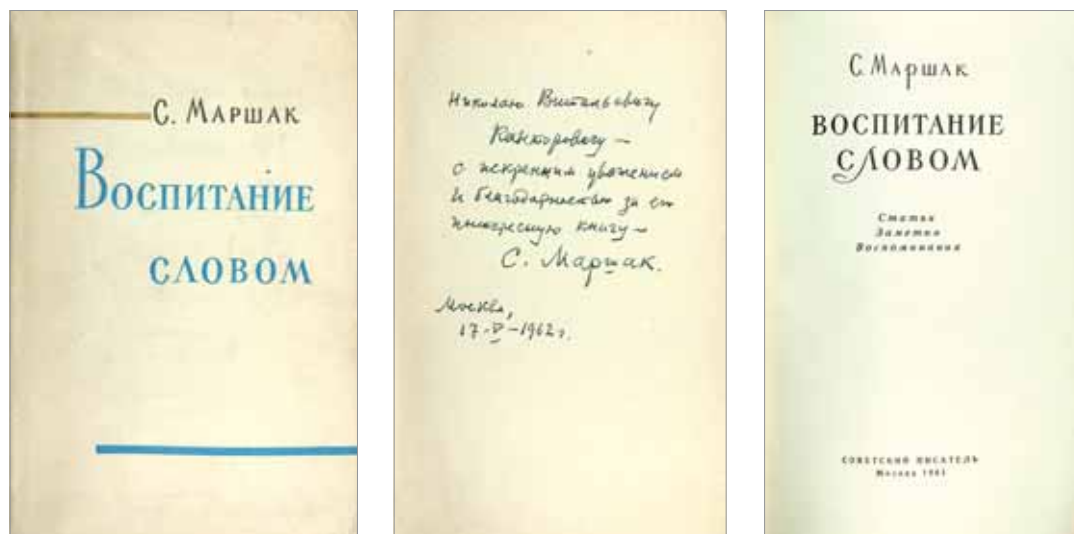 С. Маршак
Воспитание
словом
Николаю Витальевичу
Канторовичу —
с искренним уважением
и благодарностью за его
интересную книгу —
С. Маршак.
Москва,
17-V-1962 г.
С. Маршак
ВОСПИТАНИЕ
СЛОВОМ
Статьи
Заметки
Воспоминания
СОВЕТСКИЙ ПИСАТЕЛЬ
Москва 1961